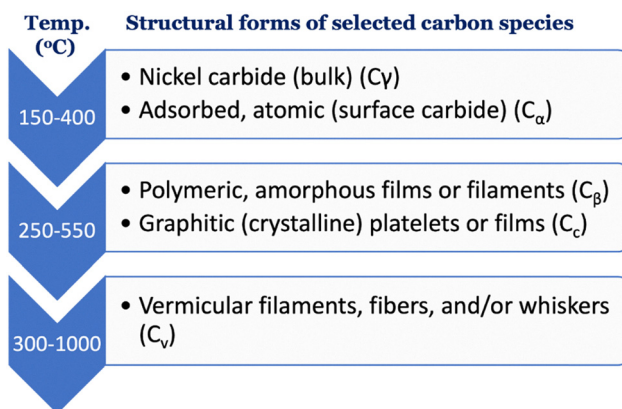 Temp.
(°C)
Structural forms of selected carbon species
150-400
• Nickel carbide (bulk) (Cγ)
• Adsorbed, atomic (surface carbide) (Cα)
250-550
• Polymeric, amorphous films or filaments (Cβ)
• Graphitic (crystalline) platelets or films (Cc)
300-1000
• Vermicular filaments, fibers, and/or whiskers
(Cv)